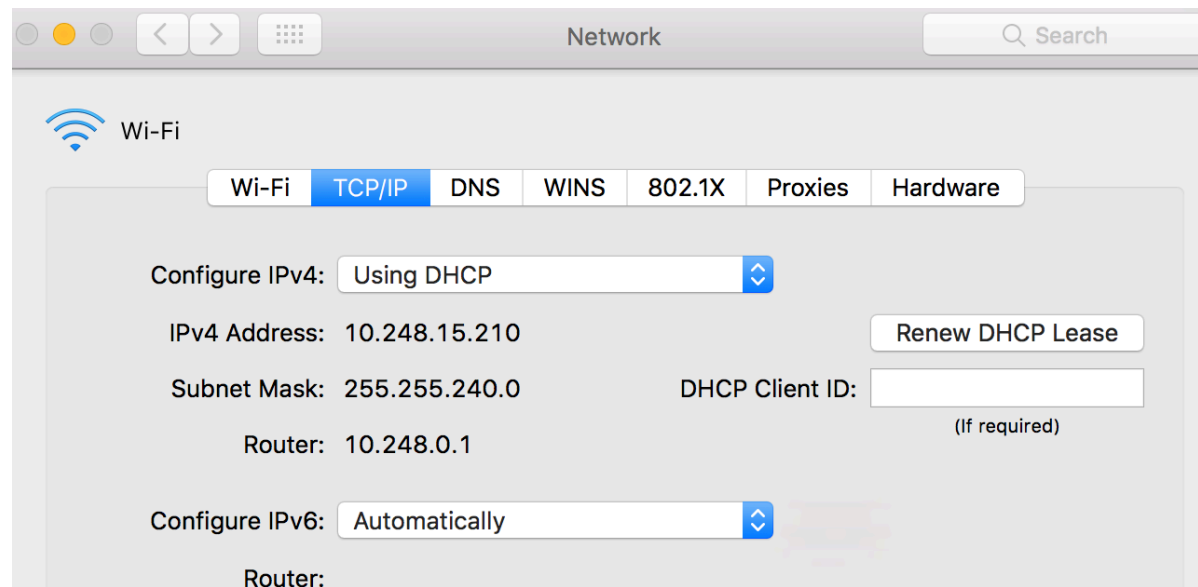 Network
Search
Wi-Fi
Wi-Fi TCP/IP DNS WINS 802.1X Proxies Hardware
Configure IPv4: Using DHCP
IPv4 Address: 10.248.15.210 Renew DHCP Lease
Subnet Mask: 255.255.240.0 DHCP Client ID:
(If required)
Router: 10.248.0.1
Configure IPv6: Automatically
Router: